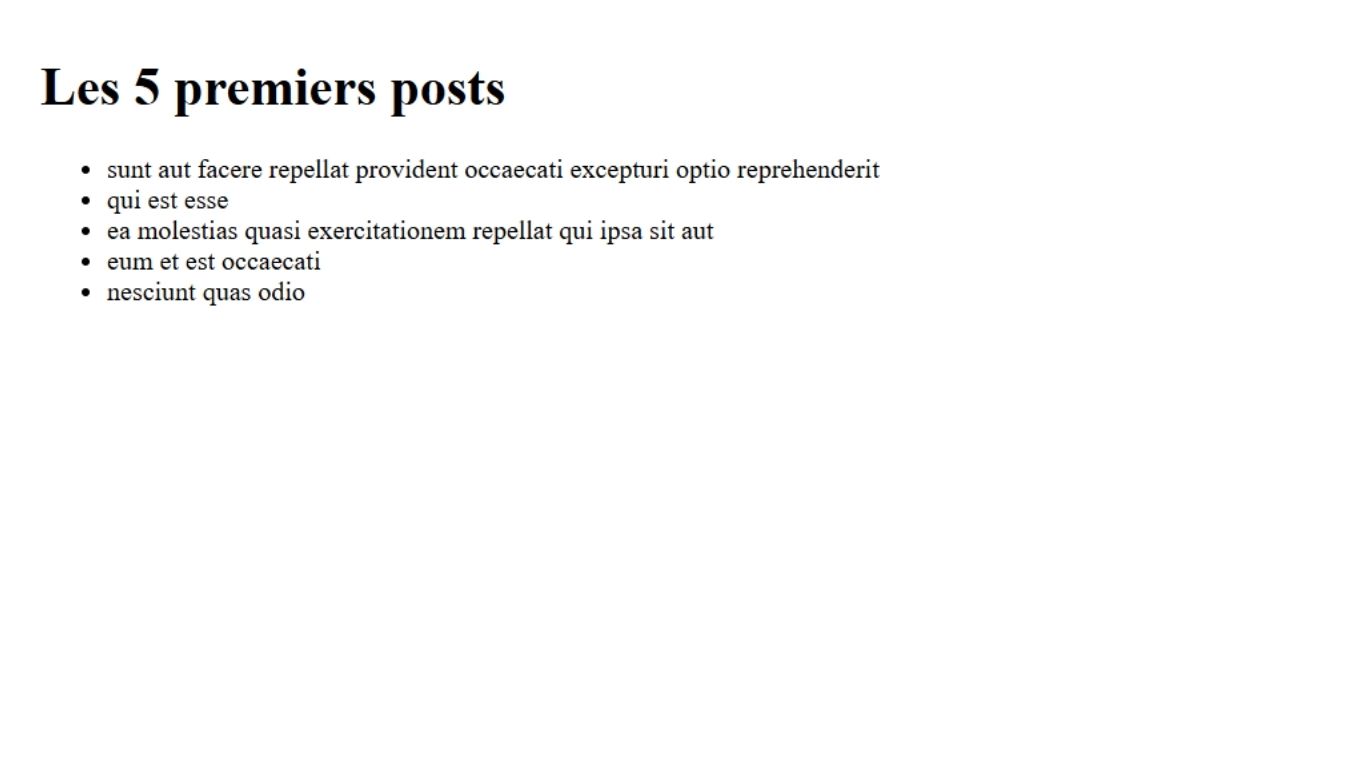 Les 5 premiers posts
sunt aut facere repellat provident occaecati excepturi optio reprehenderit
qui est esse
ea molestias quasi exercitationem repellat qui ipsa sit aut
eum et est occaecati
nesciunt quas odio